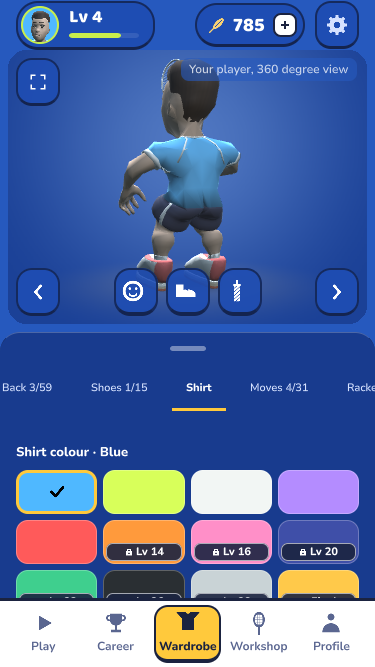 Lv 4
785
Your player, 360 degree view
Back 3/59
Shoes 1/15
Shirt
Moves 4/31
Shirt colour · Blue
Lv 14
Lv 16
Lv 20
Play
Career
Wardrobe
Workshop
Profile